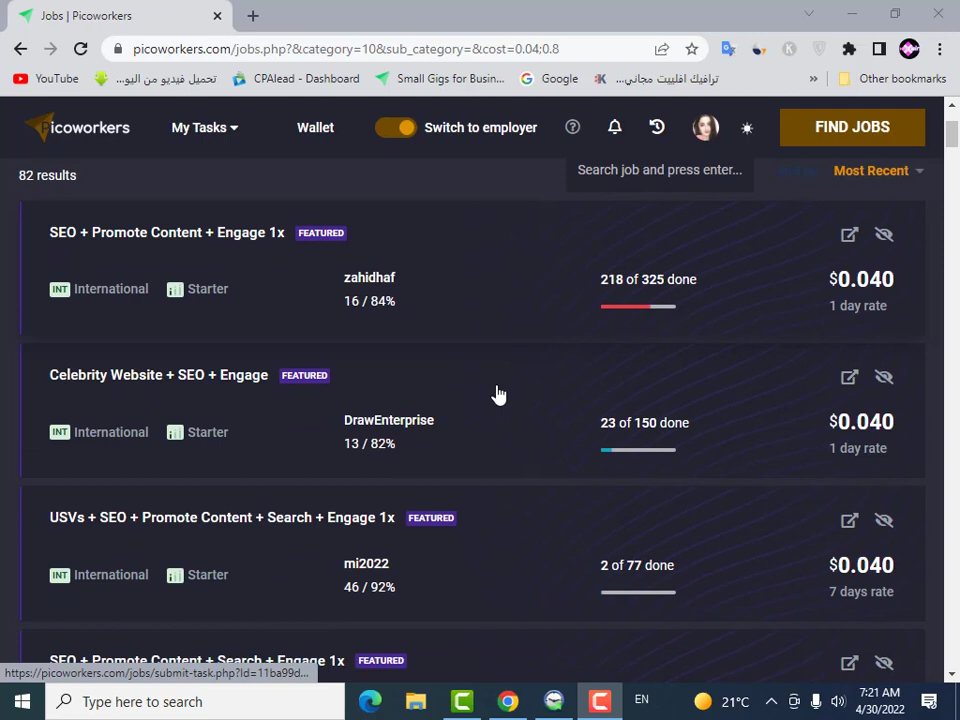 Jobs | Picoworkers
picoworkers.com/jobs.php?&category=10&sub_category=&cost=0.04;0.8
YouTube
تحميل فيديو من اليو...
CPAlead - Dashboard
Small Gigs for Busin...
Google
ترافيك افلييت مجاني...
»
Other bookmarks
Picoworkers
My Tasks
Wallet
Switch to employer
FIND JOBS
82 results
Search job and press enter...
Most Recent
SEO + Promote Content + Engage 1x FEATURED
zahidhaf
218 of 325 done
$0.040
INT International
Starter
16 / 84%
1 day rate
Celebrity Website + SEO + Engage FEATURED
DrawEnterprise
23 of 150 done
$0.040
INT International
Starter
13 / 82%
1 day rate
USVs + SEO + Promote Content + Search + Engage 1x FEATURED
mi2022
2 of 77 done
$0.040
INT International
Starter
46 / 92%
7 days rate
SEO + Promote Content + Search + Engage 1x FEATURED
https://picoworkers.com/jobs/submit-task.php?Id=11ba99d...
Type here to search
EN
21°C
7:21 AM
4/30/2022